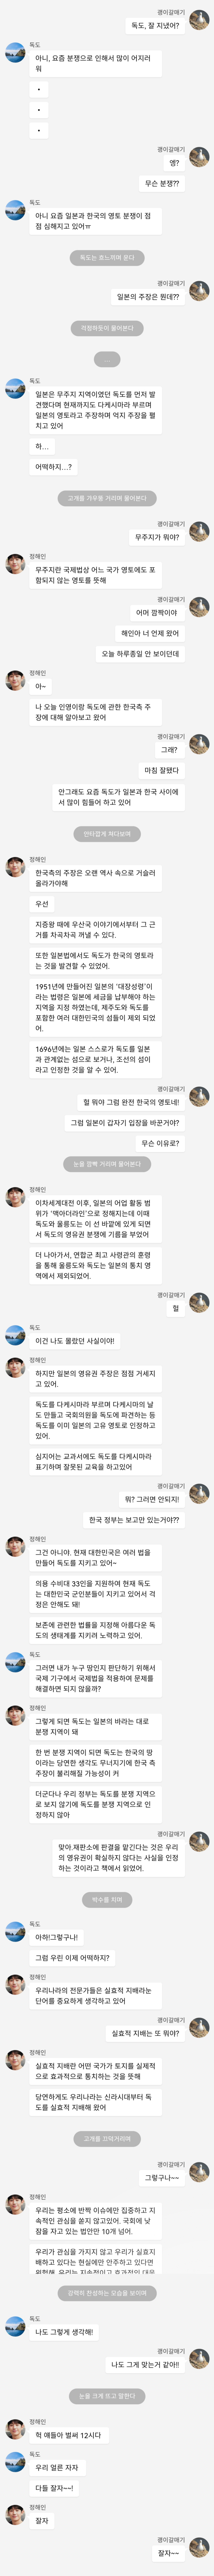 괭이갈매기
독도, 잘 지냈어?
독도
아니, 요즘 분쟁으로 인해서 많이 어지러
워
•
•
•
괭이갈매기
앵?
무슨 분쟁??
독도
아니 요즘 일본과 한국의 영토 분쟁이 점
점 심해지고 있어ㅠ
독도는 흐느끼며 운다
괭이갈매기
일본의 주장은 뭔데??
걱정하듯이 물어본다
...
독도
일본은 무주지 지역이였던 독도를 먼저 발
견했다며 현재까지도 다케시마라 부르며
일본의 영토라고 주장하며 억지 주장을 펼
치고 있어
하...
어떡하지...?
고개를 갸우뚱 거리며 물어본다
괭이갈매기
무주지가 뭐야?
정해인
무주지란 국제법상 어느 국가 영토에도 포
함되지 않는 영토를 뜻해
괭이갈매기
어머 깜짝이야
해인아 너 언제 왔어
오늘 하루종일 안 보이던데
정해인
아~
나 오늘 인영이랑 독도에 관한 한국측 주
장에 대해 알아보고 왔어
괭이갈매기
그래?
마침 잘됐다
안그래도 요즘 독도가 일본과 한국 사이에
서 많이 힘들어 하고 있어
안타깝게 쳐다보며
정해인
한국측의 주장은 오랜 역사 속으로 거슬러
올라가야해
우선
지증왕 때에 우산국 이야기에서부터 그 근
거를 차곡차곡 꺼낼 수 있다.
또한 일본법에서도 독도가 한국의 영토라
는 것을 발견할 수 있었어.
1951년에 만들어진 일본의 '대장성령'이
라는 법령은 일본에 세금을 납부해야 하는
지역을 지정 하였는데, 제주도와 독도를
포함한 여러 대한민국의 섬들이 제외 되었
어.
1696년에는 일본 스스로가 독도를 일본
과 관계없는 섬으로 보거나, 조선의 섬이
라고 인정한 것을 알 수 있어.
괭이갈매기
헐 뭐야 그럼 완전 한국의 영토네!
그럼 일본이 갑자기 입장을 바꾼거야?
무슨 이유로?
눈을 깜빡 거리며 물어본다
정해인
이차세계대전 이후, 일본의 어업 활동 범
위가 '맥아더라인'으로 정해지는데 이때
독도와 울릉도는 이 선 바깥에 있게 되면
서 독도의 영유권 분쟁에 기름을 부었어
더 나아가서, 연합군 최고 사령관의 훈령
을 통해 울릉도와 독도는 일본의 통치 영
역에서 제외되었어.
괭이갈매기
헐
독도
이건 나도 몰랐던 사실이야!
정해인
하지만 일본의 영유권 주장은 점점 거세지
고 있어.
독도를 다케시마라 부르며 다케시마의 날
도 만들고 국회의원을 독도에 파견하는 등
독도를 이미 일본의 고유 영토로 인정하고
있어.
심지어는 교과서에도 독도를 다케시마라
표기하며 잘못된 교육을 하고있어
괭이갈매기
뭐? 그러면 안되지!
한국 정부는 보고만 있는거야??
정해인
그건 아니야. 현재 대한민국은 여러 법을
만들어 독도를 지키고 있어~
의용 수비대 33인을 지원하며 현재 독도
는 대한민국 군인분들이 지키고 있어서 걱
정은 안해도 돼!
보존에 관련한 법률을 지정해 아름다운 독
도의 생태계를 지키려 노력하고 있어.
독도
그러면 내가 누구 땅인지 판단하기 위해서
국제 기구에서 국제법을 적용하여 문제를
해결하면 되지 않을까?
정해인
그렇게 되면 독도는 일본의 바라는 대로
분쟁 지역이 돼
한 번 분쟁 지역이 되면 독도는 한국의 땅
이라는 당연한 생각도 무너지기에 한국 측
주장이 불리해질 가능성이 커
더군다나 우리 정부는 독도를 분쟁 지역으
로 보지 않기에 독도를 분쟁 지역으로 인
정하지 않아
괭이갈매기
맞아.재판소에 판결을 맡긴다는 것은 우리
의 영유권이 확실하지 않다는 사실을 인정
하는 것이라고 책에서 읽었어.
박수를 치며
독도
아하!그렇구나!
그럼 우린 이제 어떡하지?
정해인
우리나라의 전문가들은 실효적 지배라는
단어를 중요하게 생각하고 있어
괭이갈매기
실효적 지배는 또 뭐야?
정해인
실효적 지배란 어떤 국가가 토지를 실제적
으로 효과적으로 통치하는 것을 뜻해
당연하게도 우리나라는 신라시대부터 독
도를 실효적 지배해 왔어
고개를 끄덕거리며
괭이갈매기
그렇구나~~
정해인
우리는 평소에 반짝 이슈에만 집중하고 지
속적인 관심을 쏟지 않고있어. 국회에 낮
잠을 자고 있는 법안만 10개 넘어.
우리가 관심을 가지지 않고 우리가 실효지
배하고 있다는 현실에만 안주하고 있다면
강력히 찬성하는 모습을 보이며
독도
나도 그렇게 생각해!
괭이갈매기
나도 그게 맞는거 같아!!
눈을 크게 뜨고 말한다
정해인
헉 얘들아 벌써 12시다
독도
우리 얼른 자자
다들 잘자~~!
정해인
잘자
괭이갈매기
잘자~~